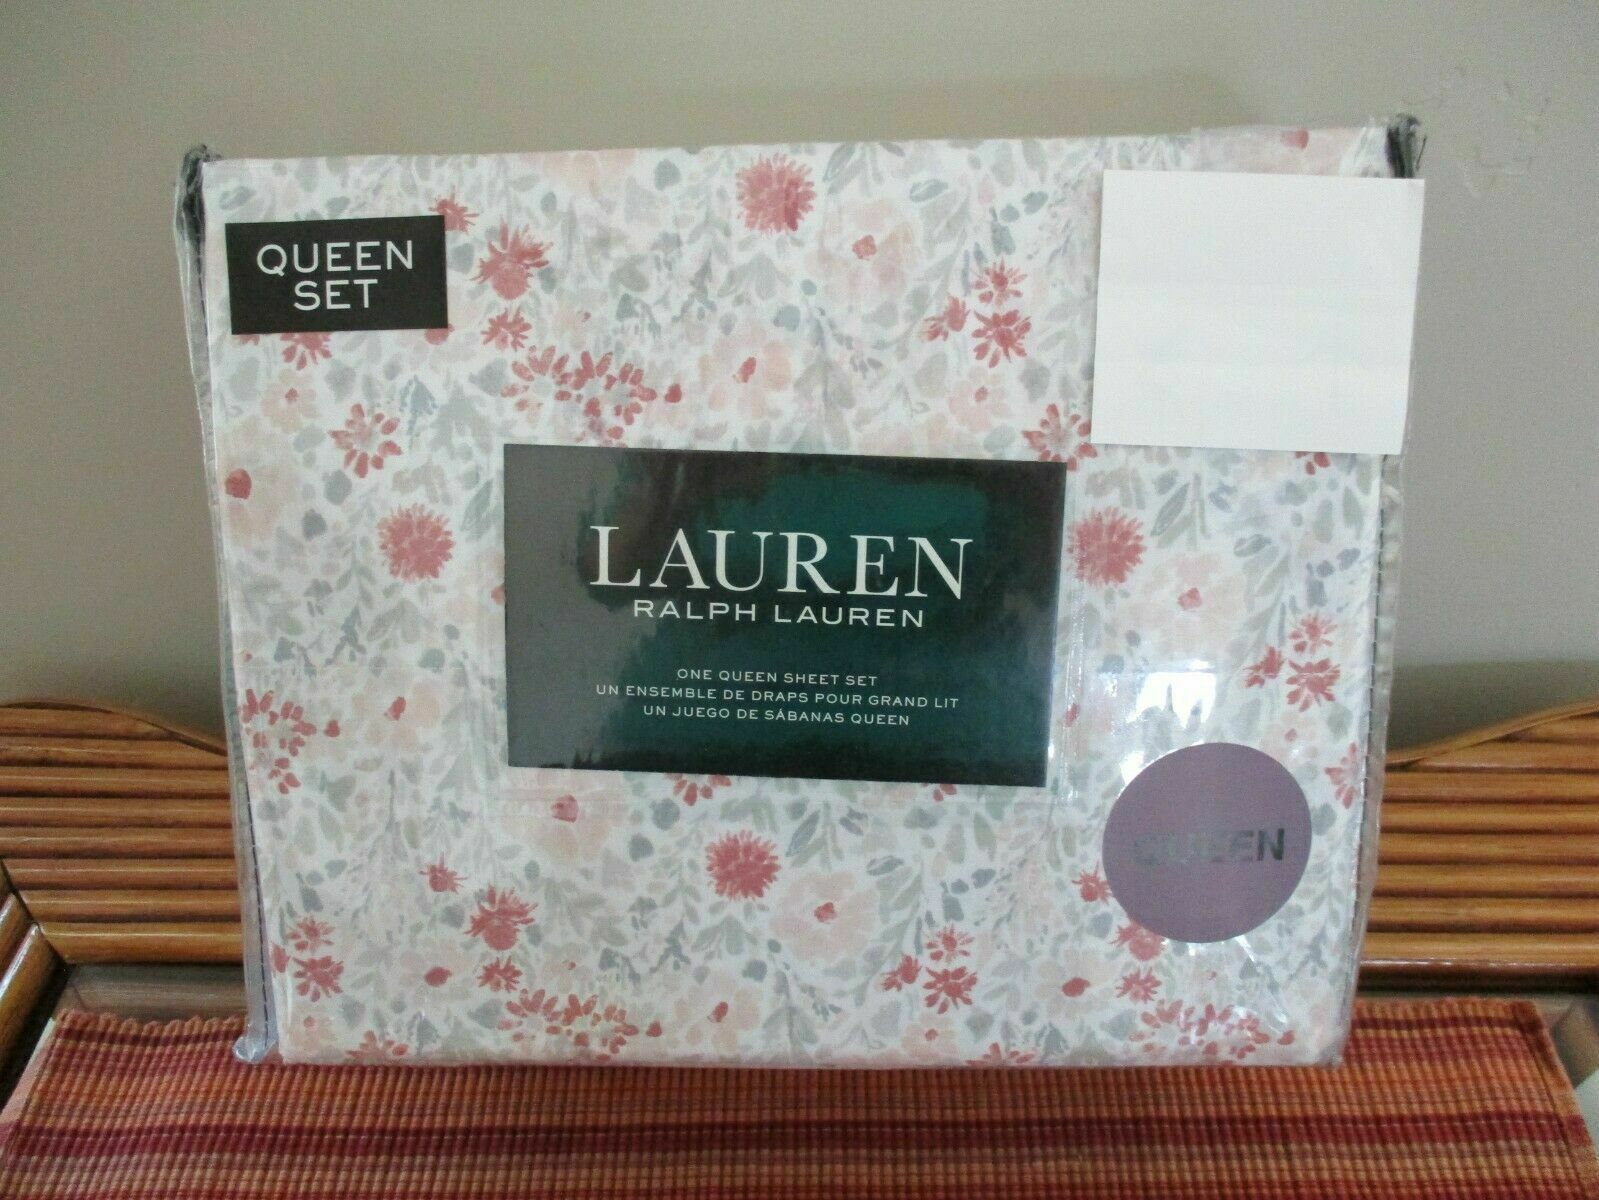 QUEEN
SET
LAUREN
RALPH LAUREN
ONE QUEEN SHEET SET
UN ENSEMBLE DE DRAPS POUR GRAND LIT
UN JUEGO DE SÁBANAS QUEEN
QUEEN